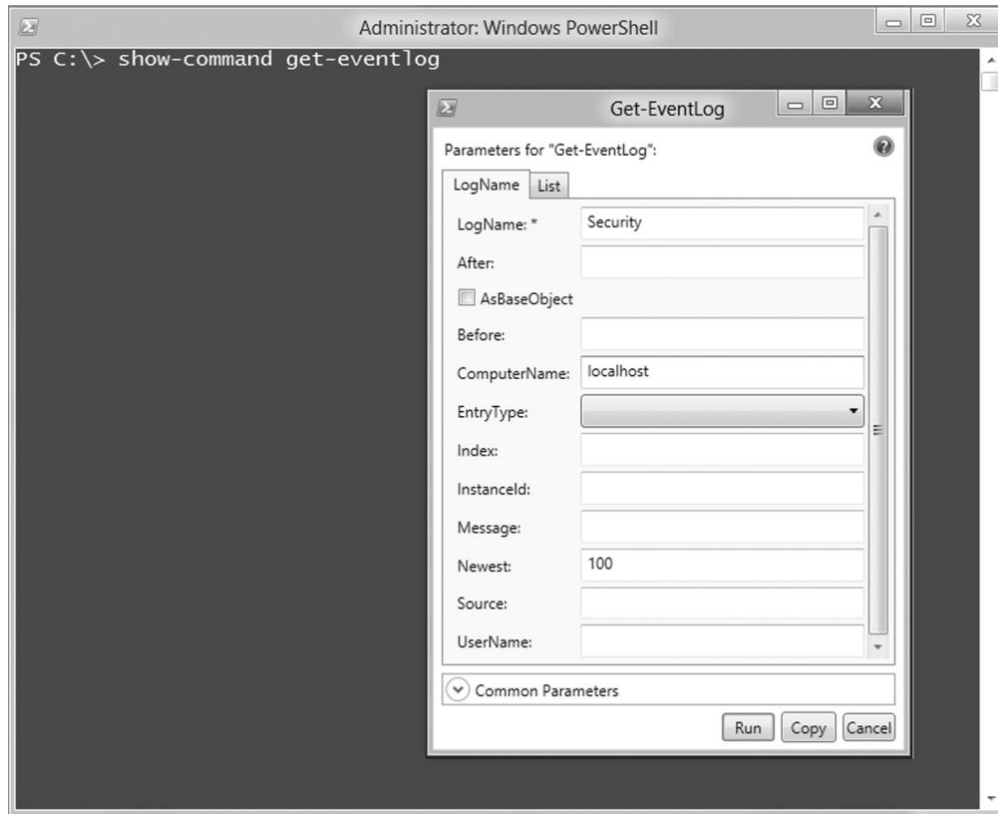 Administrator: Windows PowerShell
PS C:\> show-command get-eventlog
Get-EventLog
Parameters for "Get-EventLog":
LogName List
LogName: * Security
After:
AsBaseObject
Before:
ComputerName: localhost
EntryType:
Index:
InstanceId:
Message:
Newest: 100
Source:
UserName:
Common Parameters
Run Copy Cancel